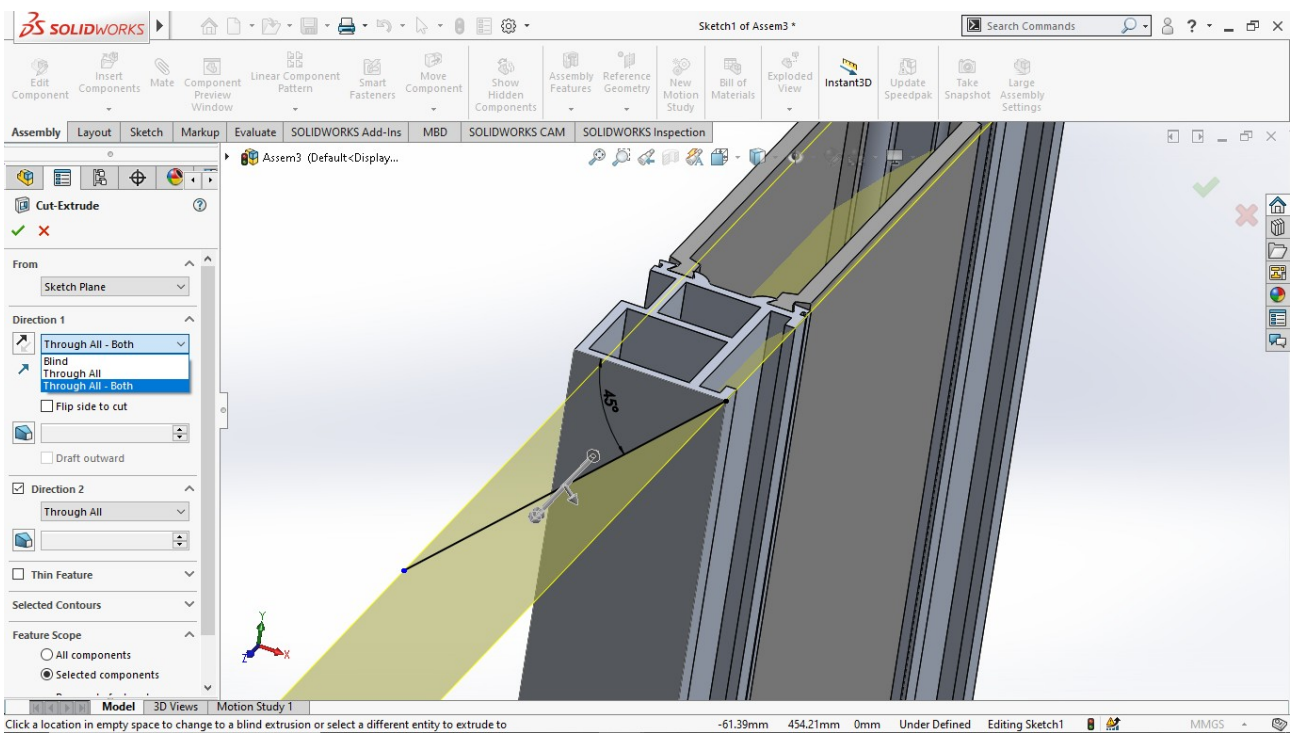 SOLIDWORKS
Sketch1 of Assem3 *
Search Commands
?
Edit Component
Insert Components
Mate
Component Preview Window
Linear Component Pattern
Smart Fasteners
Move Component
Show Hidden Components
Assembly Features
Reference Geometry
New Motion Study
Bill of Materials
Exploded View
Instant3D
Update Speedpak
Take Snapshot
Large Assembly Settings
Assembly Layout Sketch Markup Evaluate SOLIDWORKS Add-Ins MBD SOLIDWORKS CAM SOLIDWORKS Inspection
Assem3 (Default<Display...
Cut-Extrude
From
Sketch Plane
Direction 1
Through All - Both
Blind
Through All
Through All - Both
Flip side to cut
Draft outward
Direction 2
Through All
Thin Feature
Selected Contours
Feature Scope
All components
Selected components
45°
Y
X
Z
Model 3D Views Motion Study 1
Click a location in empty space to change to a blind extrusion or select a different entity to extrude to
-61.39mm 454.21mm 0mm Under Defined Editing Sketch1 MMGS